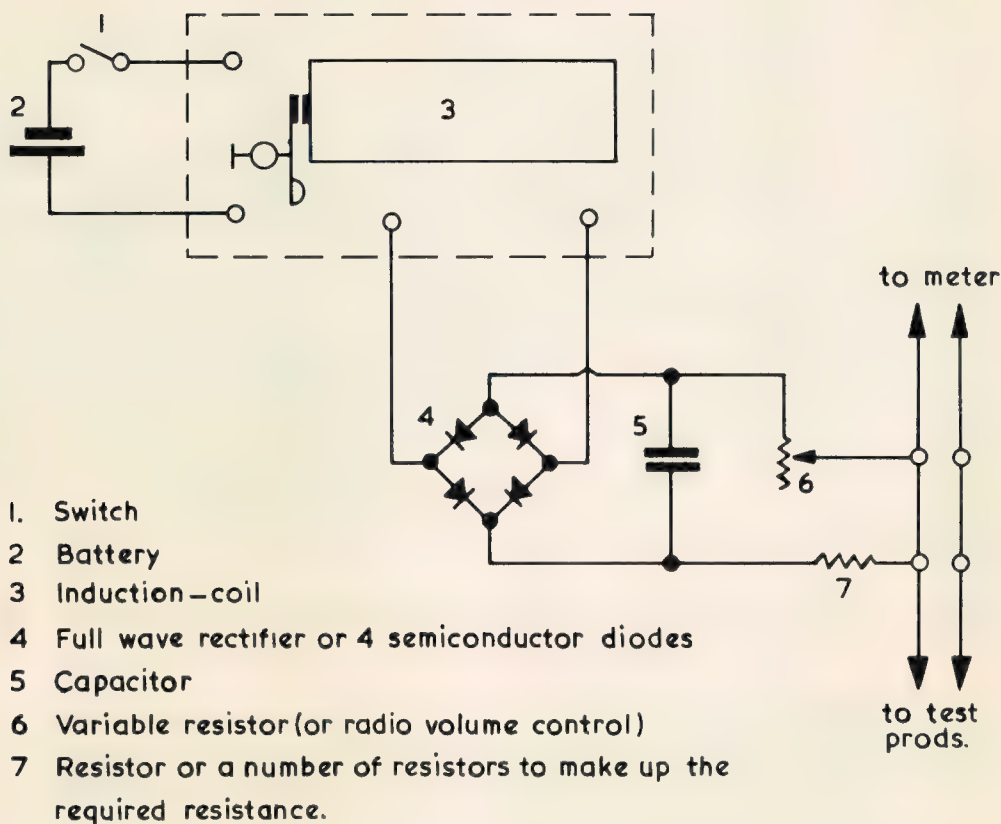 1
2
3
to meter
4
5
6
7
1. Switch
2 Battery
3 Induction-coil
4 Full wave rectifier or 4 semiconductor diodes
5 Capacitor
6 Variable resistor (or radio volume control)
7 Resistor or a number of resistors to make up the
required resistance.
to test
prods.